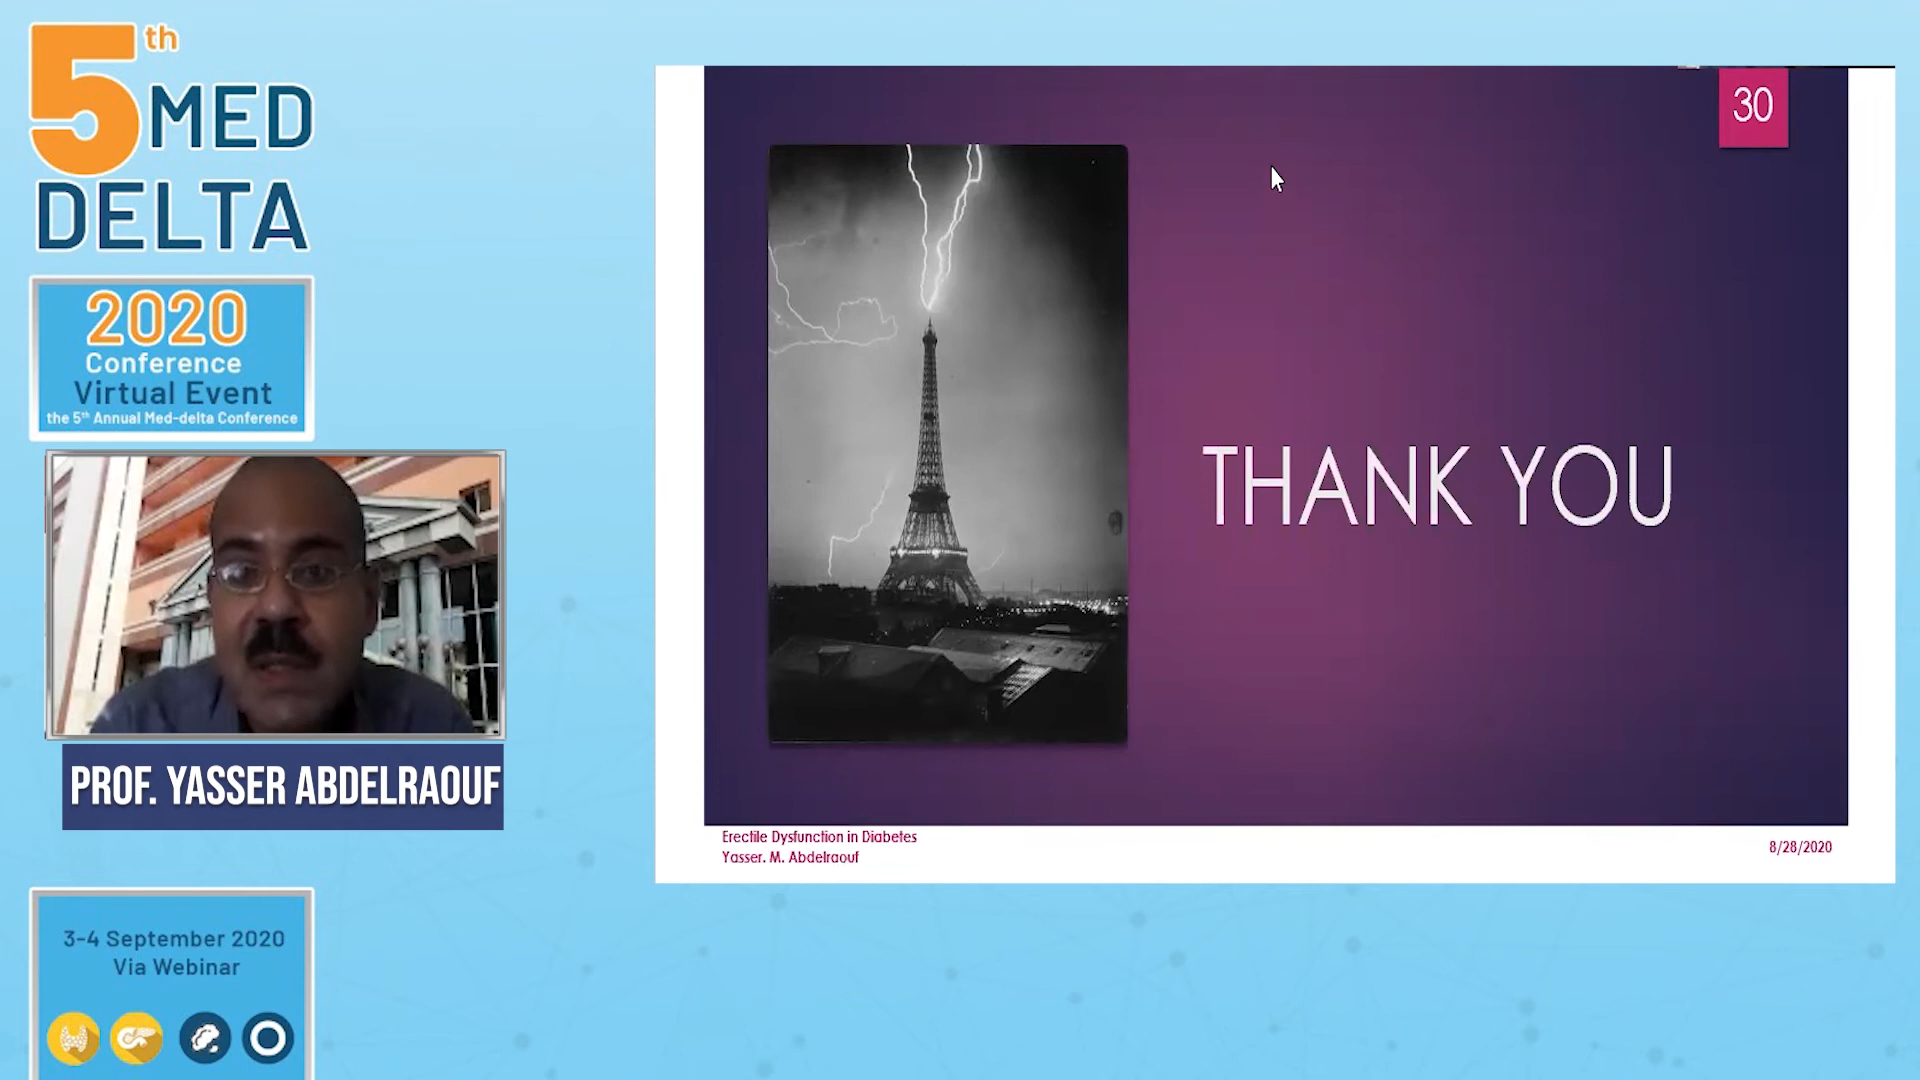 5th MED
DELTA
2020
Conference
Virtual Event
the 5th Annual Med-delta Conference
PROF. YASSER ABDELRAOUF
3-4 September 2020
Via Webinar
30
THANK YOU
Erectile Dysfunction in Diabetes
Yasser. M. Abdelraouf
8/28/2020